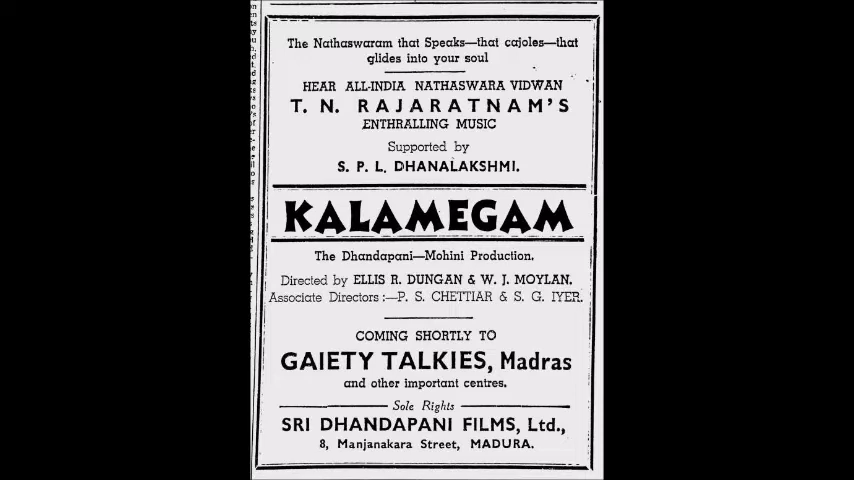 The Nathaswaram that Speaks—that cajoles—that
glides into your soul
HEAR ALL-INDIA NATHASWARA VIDWAN
T. N. RAJARATNAM'S
ENTHRALLING MUSIC
Supported by
S. P. L. DHANALAKSHMI.
KALAMEGAM
The Dhandapani—Mohini Production.
Directed by ELLIS R. DUNGAN & W. J. MOYLAN.
Associate Directors :—P. S. CHETTIAR & S. G. IYER.
COMING SHORTLY TO
GAIETY TALKIES, Madras
and other important centres.
Sole Rights
SRI DHANDAPANI FILMS, Ltd.,
8, Manjanakara Street, MADURA.